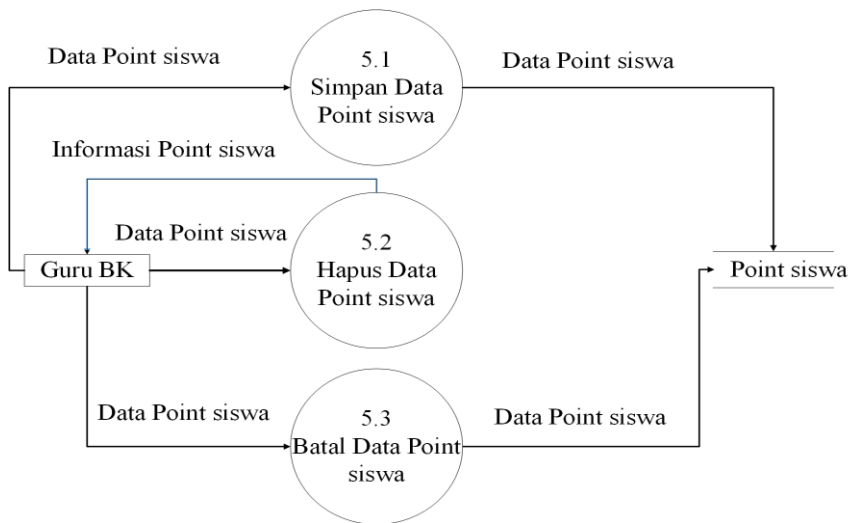 Data Point siswa
5.1
Simpan Data
Point siswa
Data Point siswa
Informasi Point siswa
Data Point siswa
5.2
Hapus Data
Point siswa
Guru BK
Point siswa
Data Point siswa
5.3
Batal Data Point
siswa
Data Point siswa